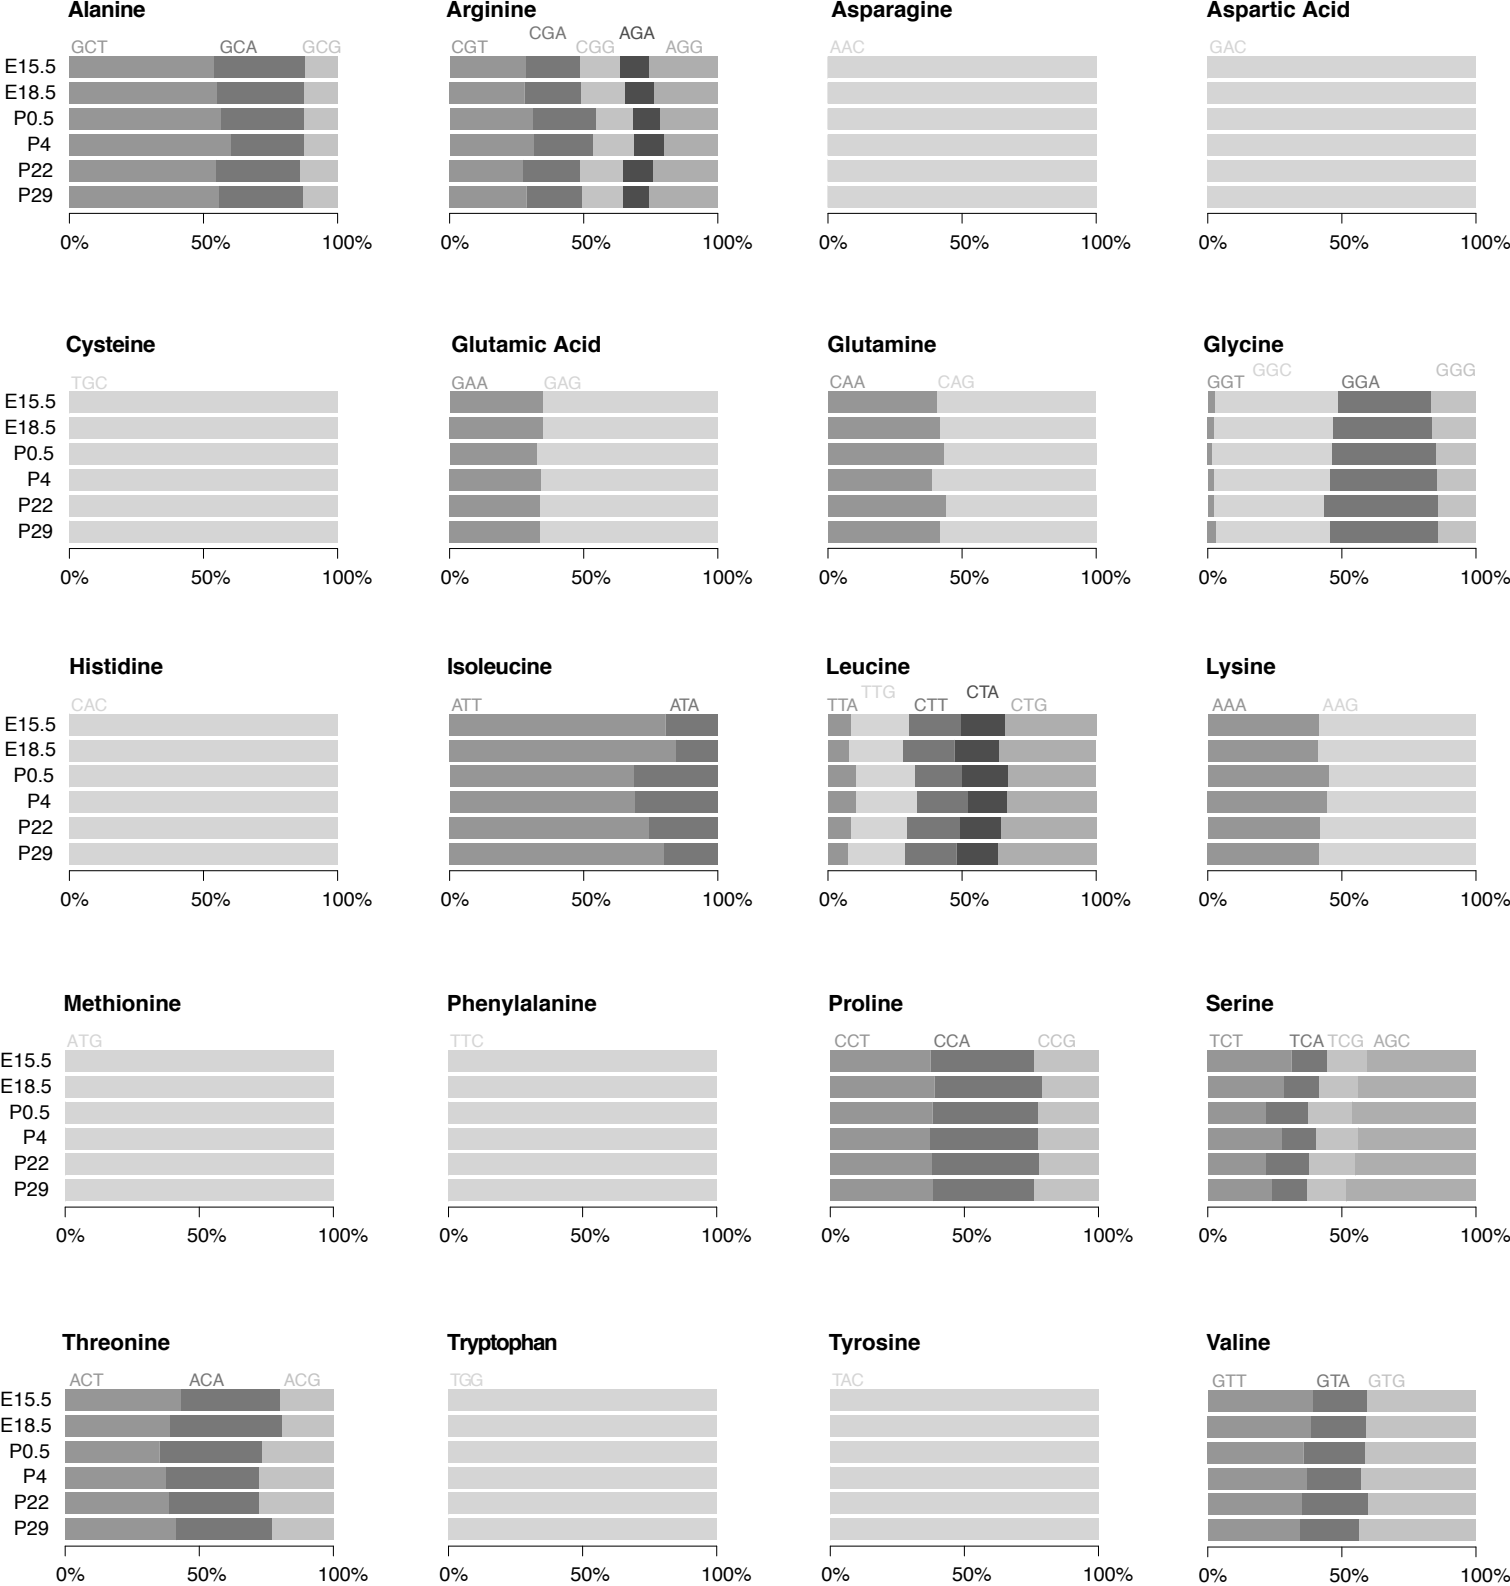 Alanine Arginine Asparagine Aspartic Acid
GCT GCA GCG CGT CGA CGG AGA AGG AAC GAC
E15.5
E18.5
P0.5
P4
P22
P29
0% 50% 100% 0% 50% 100% 0% 50% 100% 0% 50% 100%
Cysteine Glutamic Acid Glutamine Glycine
TGC GAA GAG CAA CAG GGT GGC GGA GGG
E15.5
E18.5
P0.5
P4
P22
P29
0% 50% 100% 0% 50% 100% 0% 50% 100% 0% 50% 100%
Histidine Isoleucine Leucine Lysine
CAC ATT ATA TTA TTG CTT CTA CTG AAA AAG
E15.5
E18.5
P0.5
P4
P22
P29
0% 50% 100% 0% 50% 100% 0% 50% 100% 0% 50% 100%
Methionine Phenylalanine Proline Serine
ATG TTC CCT CCA CCG TCT TCA TCG AGC
E15.5
E18.5
P0.5
P4
P22
P29
0% 50% 100% 0% 50% 100% 0% 50% 100% 0% 50% 100%
Threonine Tryptophan Tyrosine Valine
ACT ACA ACG TGG TAC GTT GTA GTG
E15.5
E18.5
P0.5
P4
P22
P29
0% 50% 100% 0% 50% 100% 0% 50% 100% 0% 50% 100%